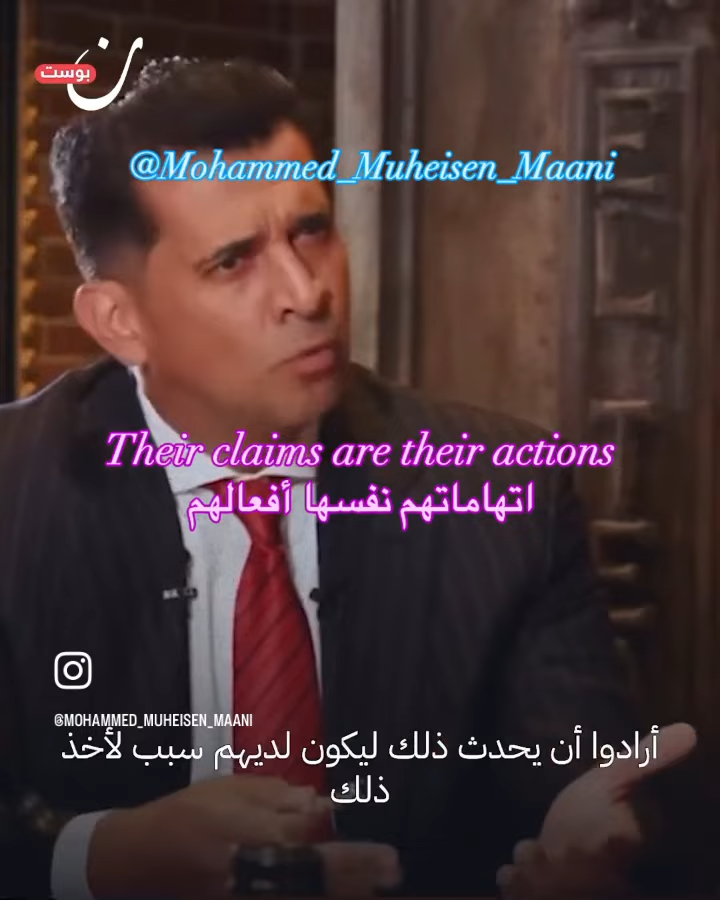 ن
بوست
@Mohammed_Muheisen_Maani
Their claims are their actions
اتهاماتهم نفسها أفعالهم
@MOHAMMED_MUHEISEN_MAANI
أرادوا أن يحدث ذلك ليكون لديهم سبب لأخذ
ذلك